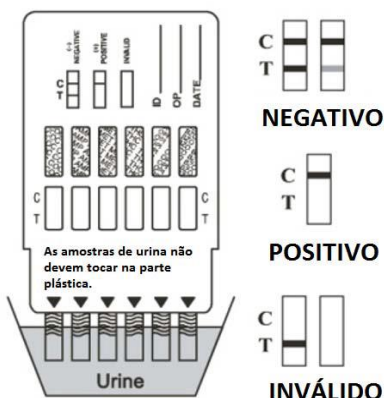 (-)
NEGATIVE
(+)
POSITIVE
INVALID
C
T
ID
OP
DATE
C
T
C
T
As amostras de urina não
devem tocar na parte
plástica.
Urine
C
T
NEGATIVO
C
T
POSITIVO
C
T
INVÁLIDO